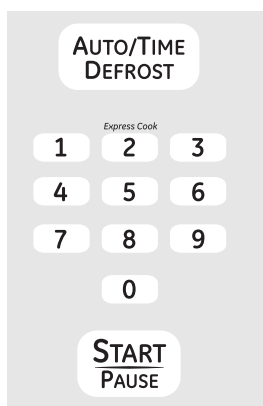 AUTO/TIME
DEFROST
Express Cook
1 2 3
4 5 6
7 8 9
0
START
PAUSE